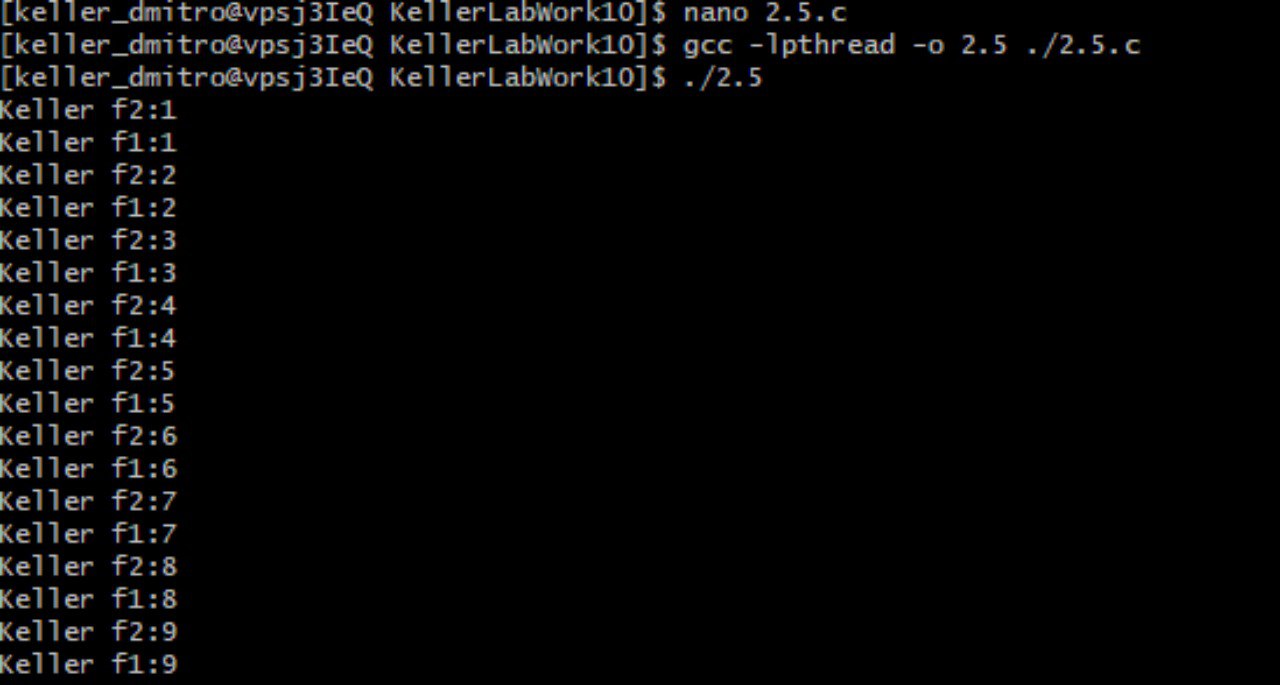 [keller_dmitro@vpsj3IeQ KellerLabWork10]$ nano 2.5.c
[keller_dmitro@vpsj3IeQ KellerLabWork10]$ gcc -lpthread -o 2.5 ./2.5.c
[keller_dmitro@vpsj3IeQ KellerLabWork10]$ ./2.5
Keller f2:1
Keller f1:1
Keller f2:2
Keller f1:2
Keller f2:3
Keller f1:3
Keller f2:4
Keller f1:4
Keller f2:5
Keller f1:5
Keller f2:6
Keller f1:6
Keller f2:7
Keller f1:7
Keller f2:8
Keller f1:8
Keller f2:9
Keller f1:9